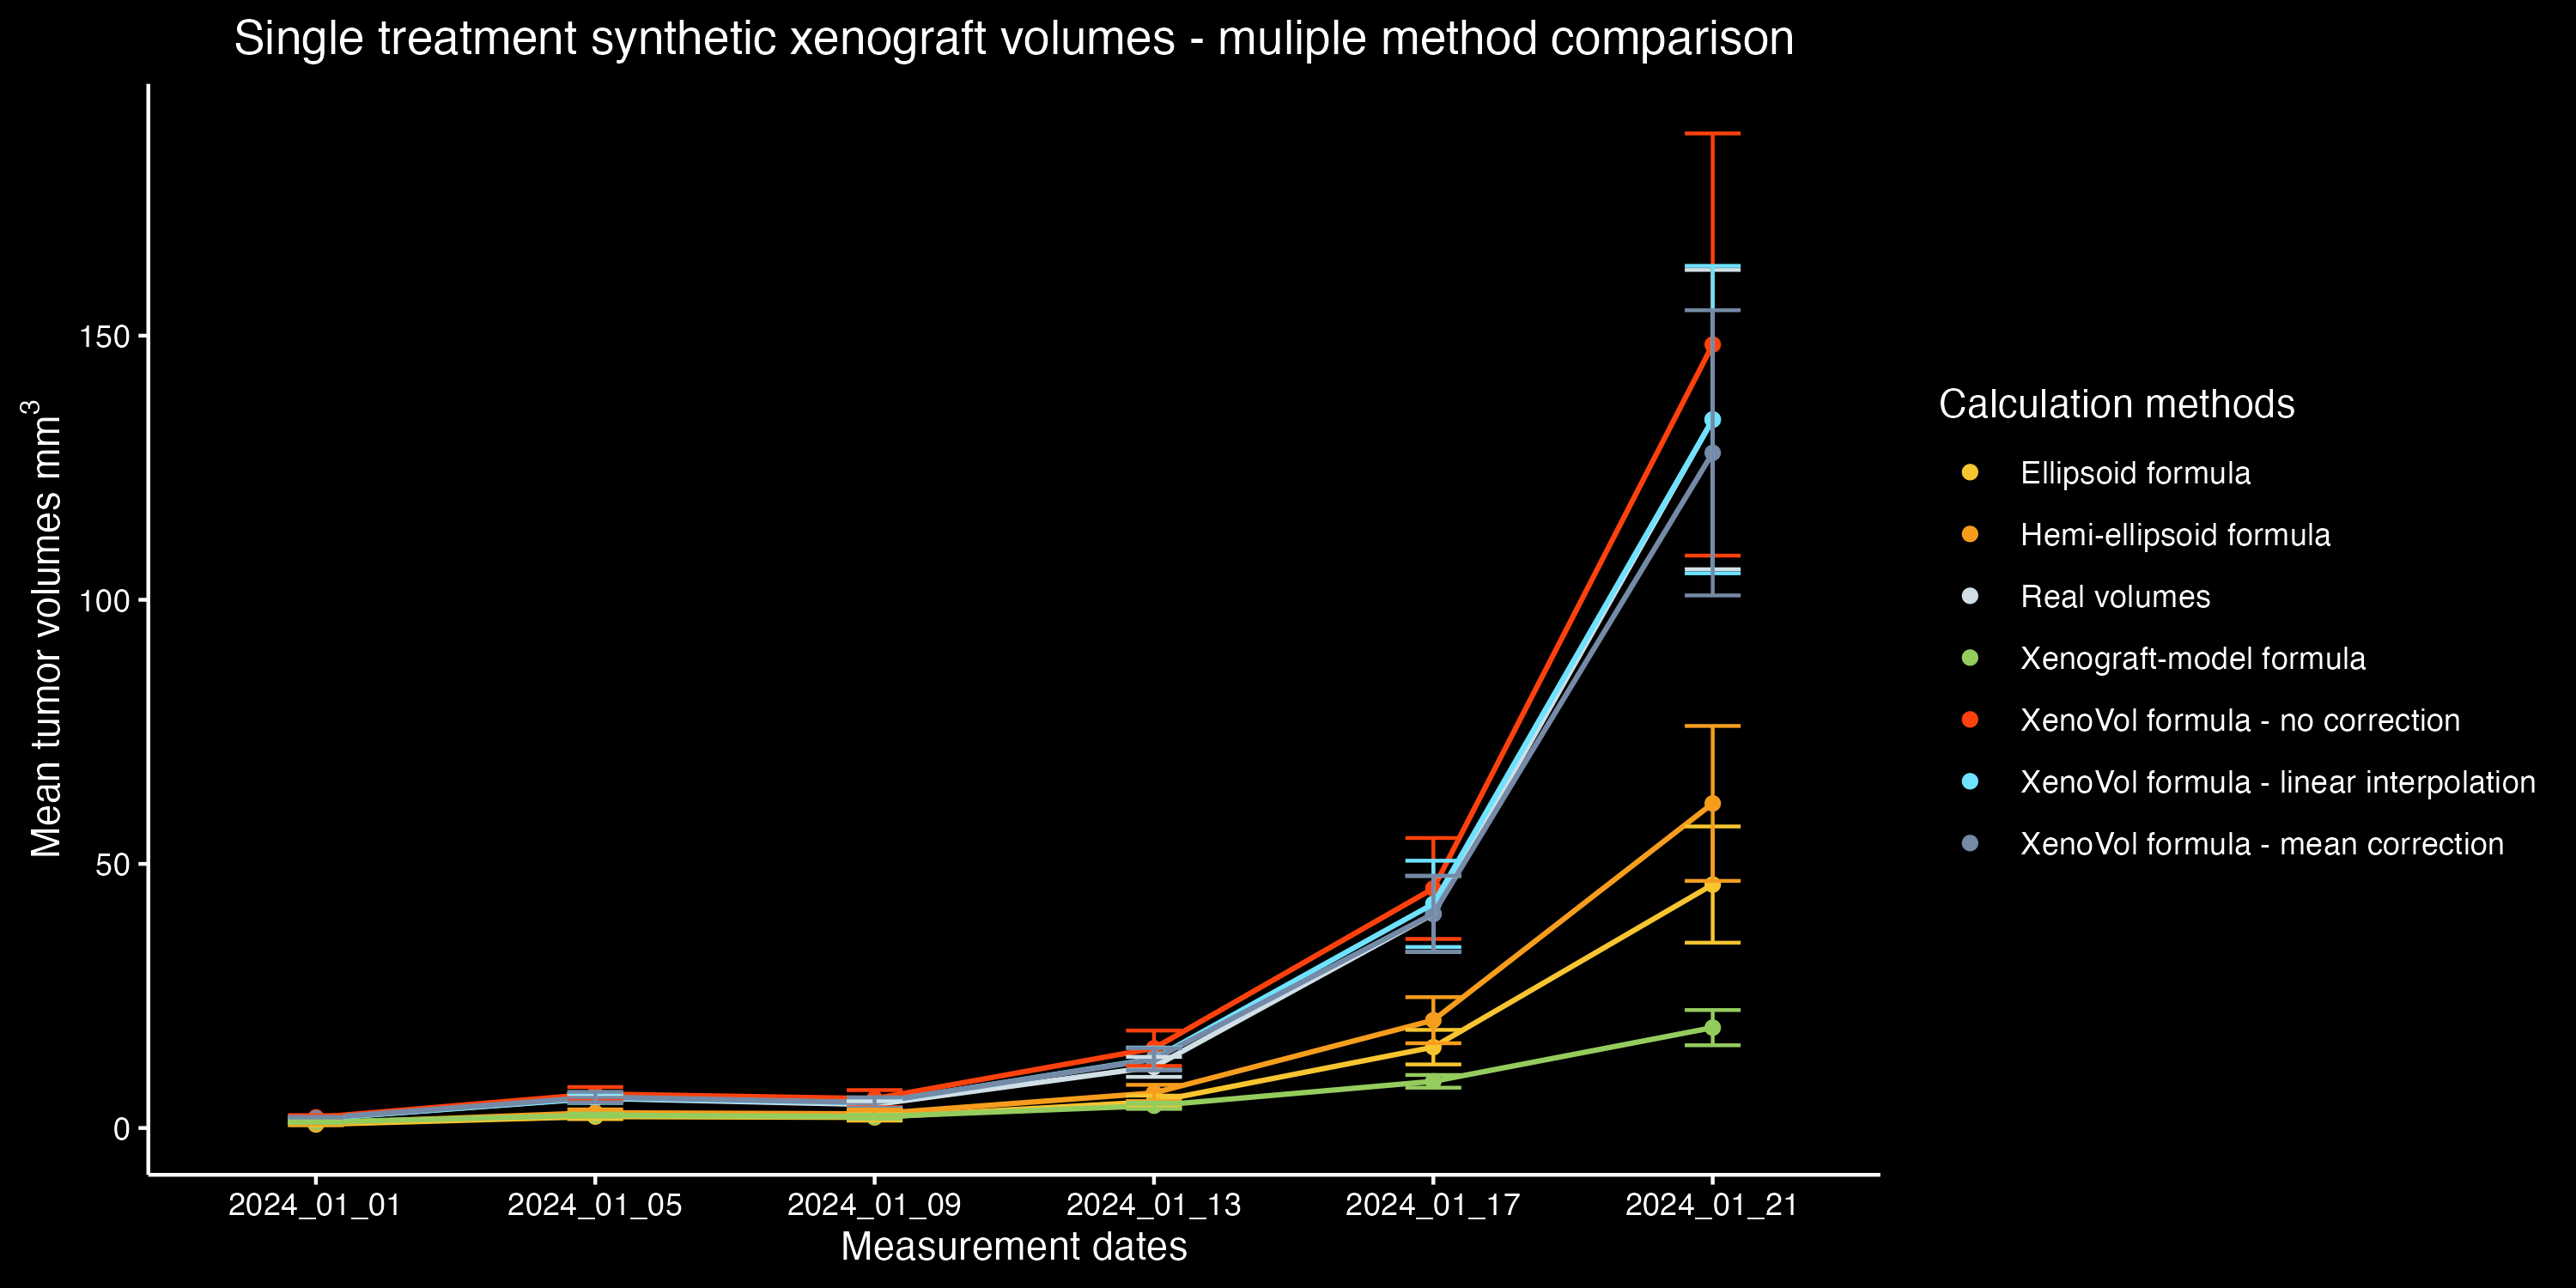 Single treatment synthetic xenograft volumes - muliple method comparison
Mean tumor volumes mm³
150
100
50
0
2024_01_01 2024_01_05 2024_01_09 2024_01_13 2024_01_17 2024_01_21
Measurement dates
Calculation methods
Ellipsoid formula
Hemi-ellipsoid formula
Real volumes
Xenograft-model formula
XenoVol formula - no correction
XenoVol formula - linear interpolation
XenoVol formula - mean correction